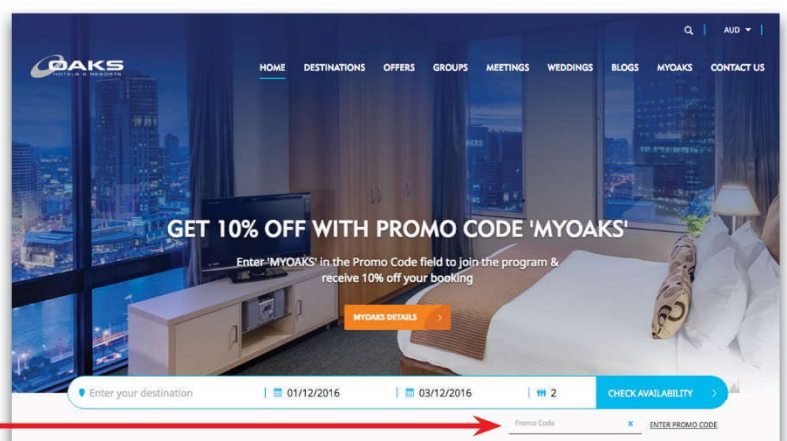 AUD
OAKS
HOTELS & RESORTS
HOME DESTINATIONS OFFERS GROUPS MEETINGS WEDDINGS BLOGS MYOAKS CONTACT US
GET 10% OFF WITH PROMO CODE 'MYOAKS'
Enter 'MYOAKS' in the Promo Code field to join the program &
receive 10% off your booking
MYOAKS DETAILS
Enter your destination 01/12/2016 03/12/2016 2 CHECK AVAILABILITY
Promo Code x ENTER PROMO CODE